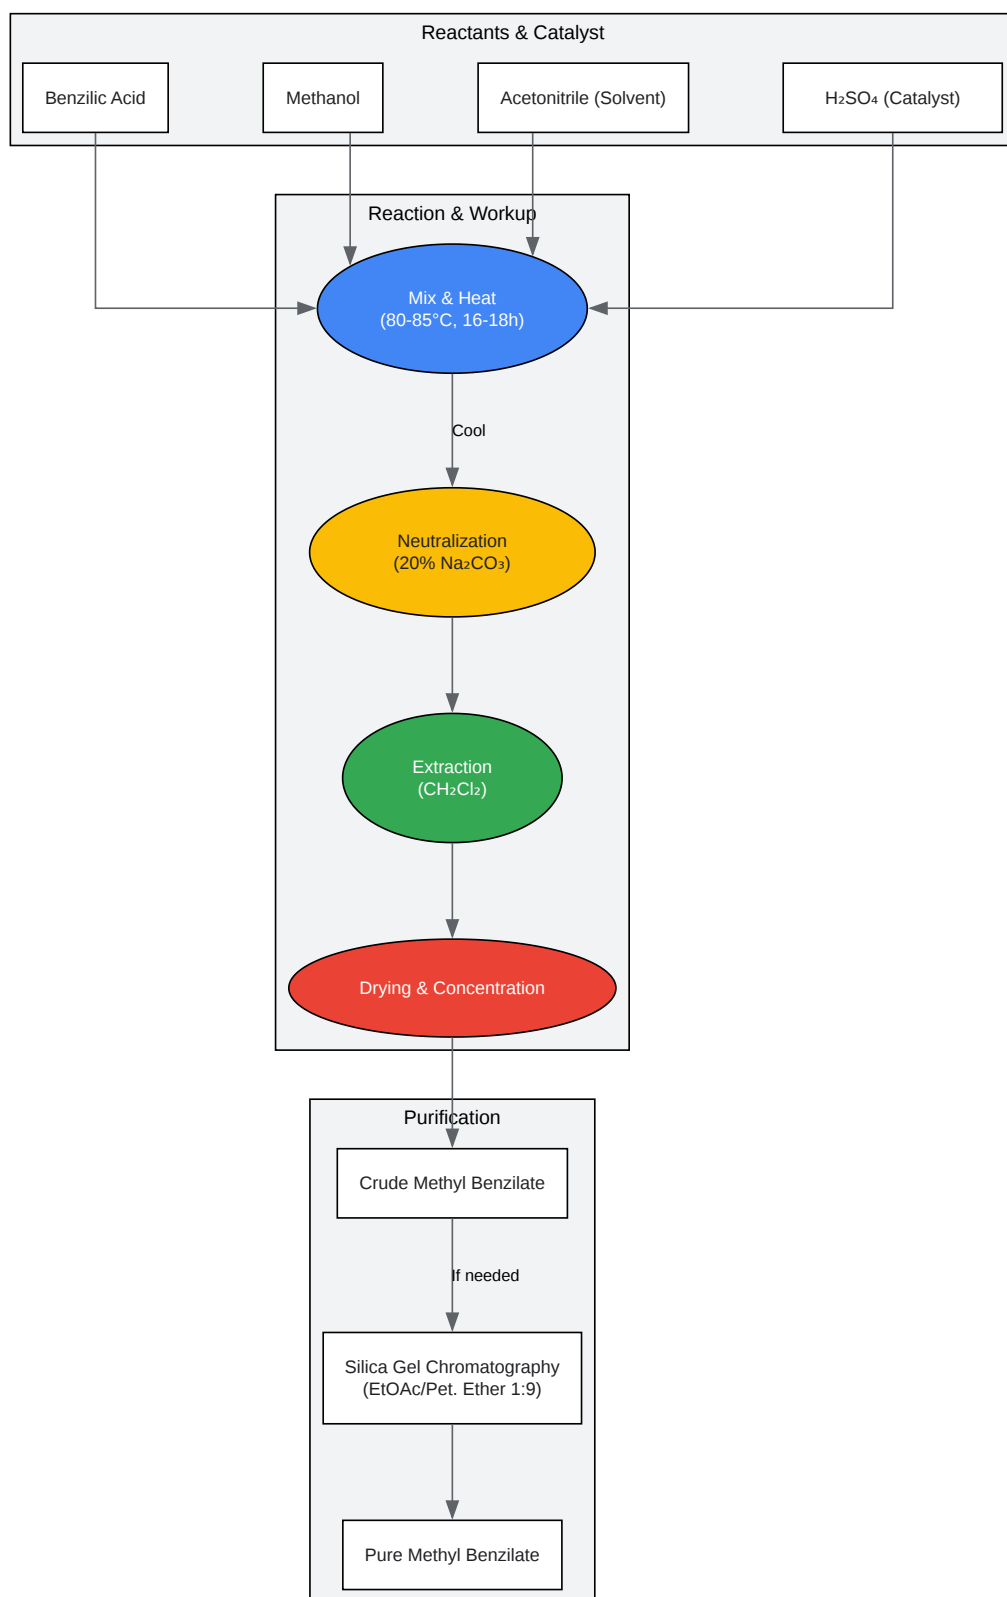 Reactants & Catalyst
Benzilic Acid
Methanol
Acetonitrile (Solvent)
H₂SO₄ (Catalyst)
Reaction & Workup
Mix & Heat
(80-85°C, 16-18h)
Cool
Neutralization
(20% Na₂CO₃)
Extraction
(CH₂Cl₂)
Drying & Concentration
Purification
Crude Methyl Benzilate
If needed
Silica Gel Chromatography
(EtOAc/Pet. Ether 1:9)
Pure Methyl Benzilate